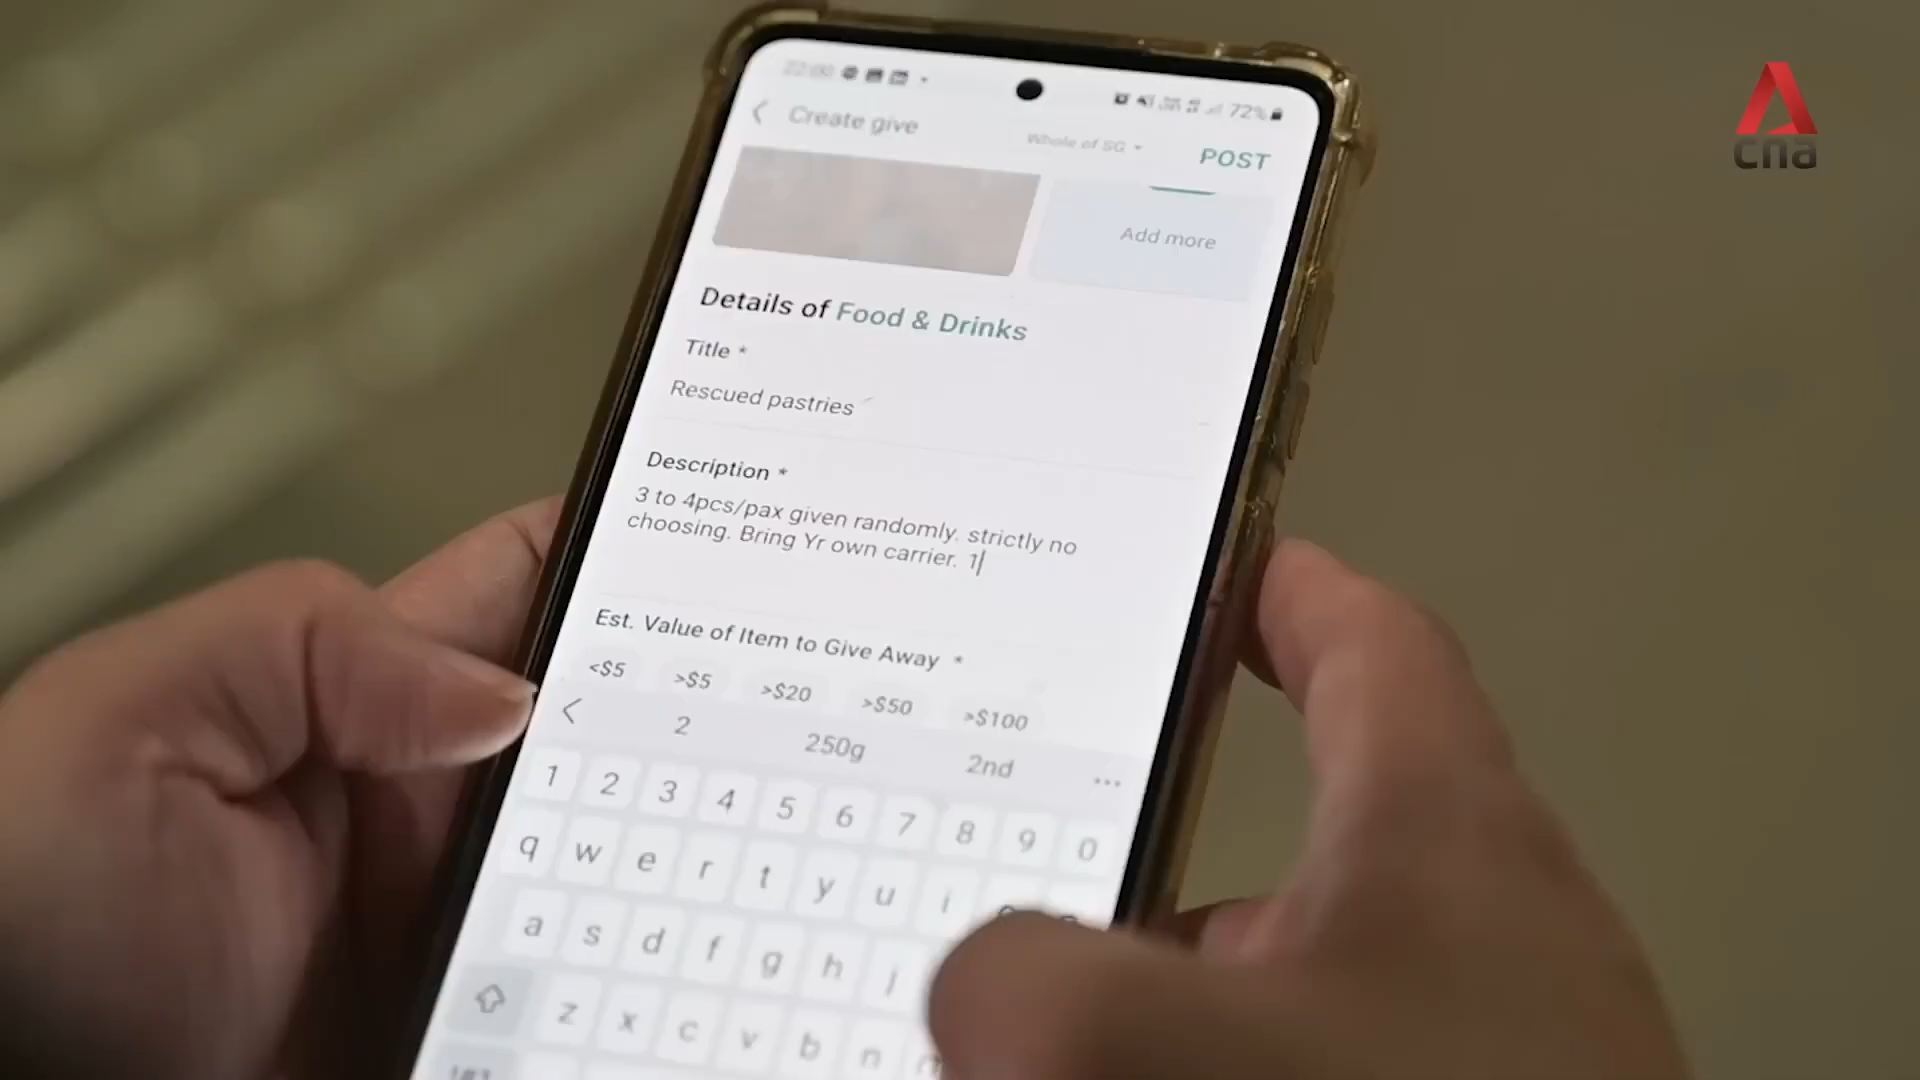 72%
Create give
Whole of SG
POST
cna
Add more
Details of Food & Drinks
Title *
Rescued pastries
Description *
3 to 4pcs/pax given randomly. strictly no
choosing. Bring Yr own carrier. 1
Est. Value of Item to Give Away *
<$5 >$5 >$20 >$50 >$100
2 250g 2nd
1 2 3 4 5 6 7 8 9 0
q w e r t y u i
a s d f g h j
z x c v b n